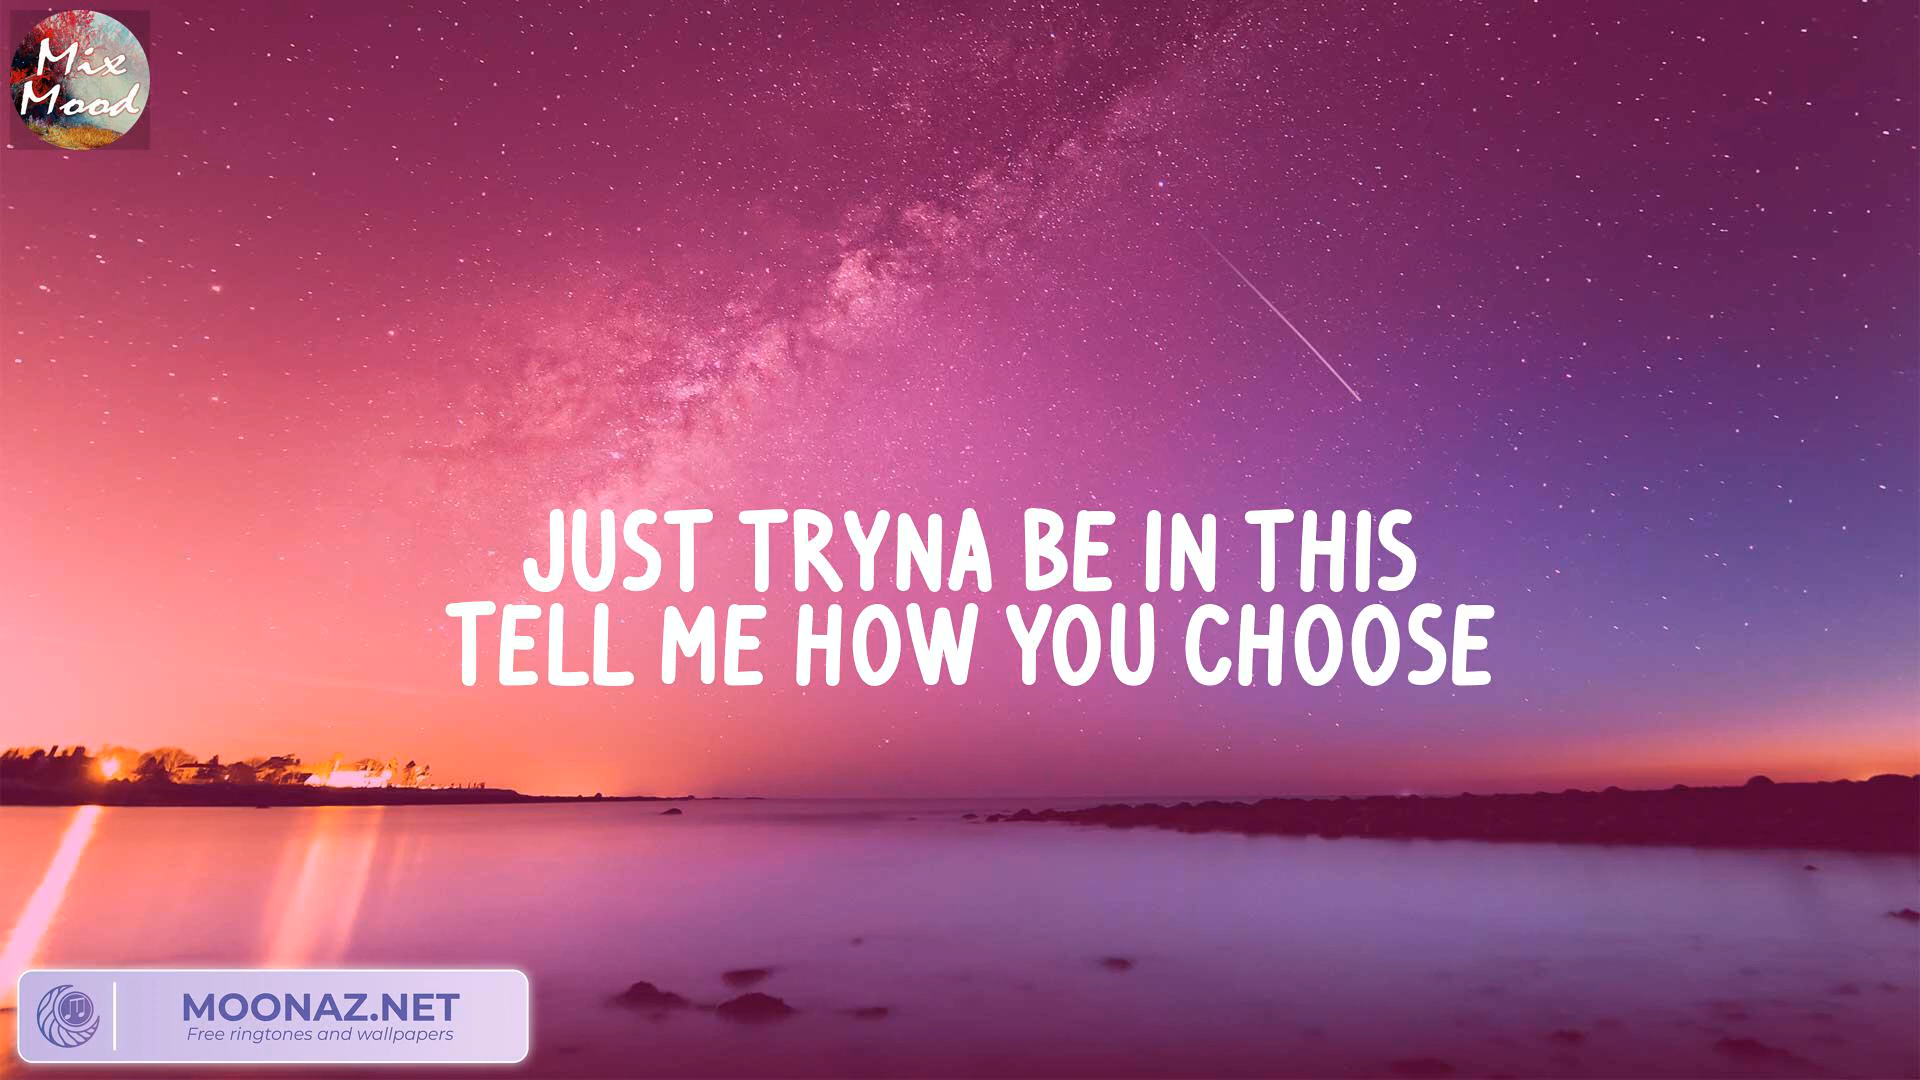 Mix
Mood
JUST TRYNA BE IN THIS
TELL ME HOW YOU CHOOSE
MOONAZ.NET
Free ringtones and wallpapers